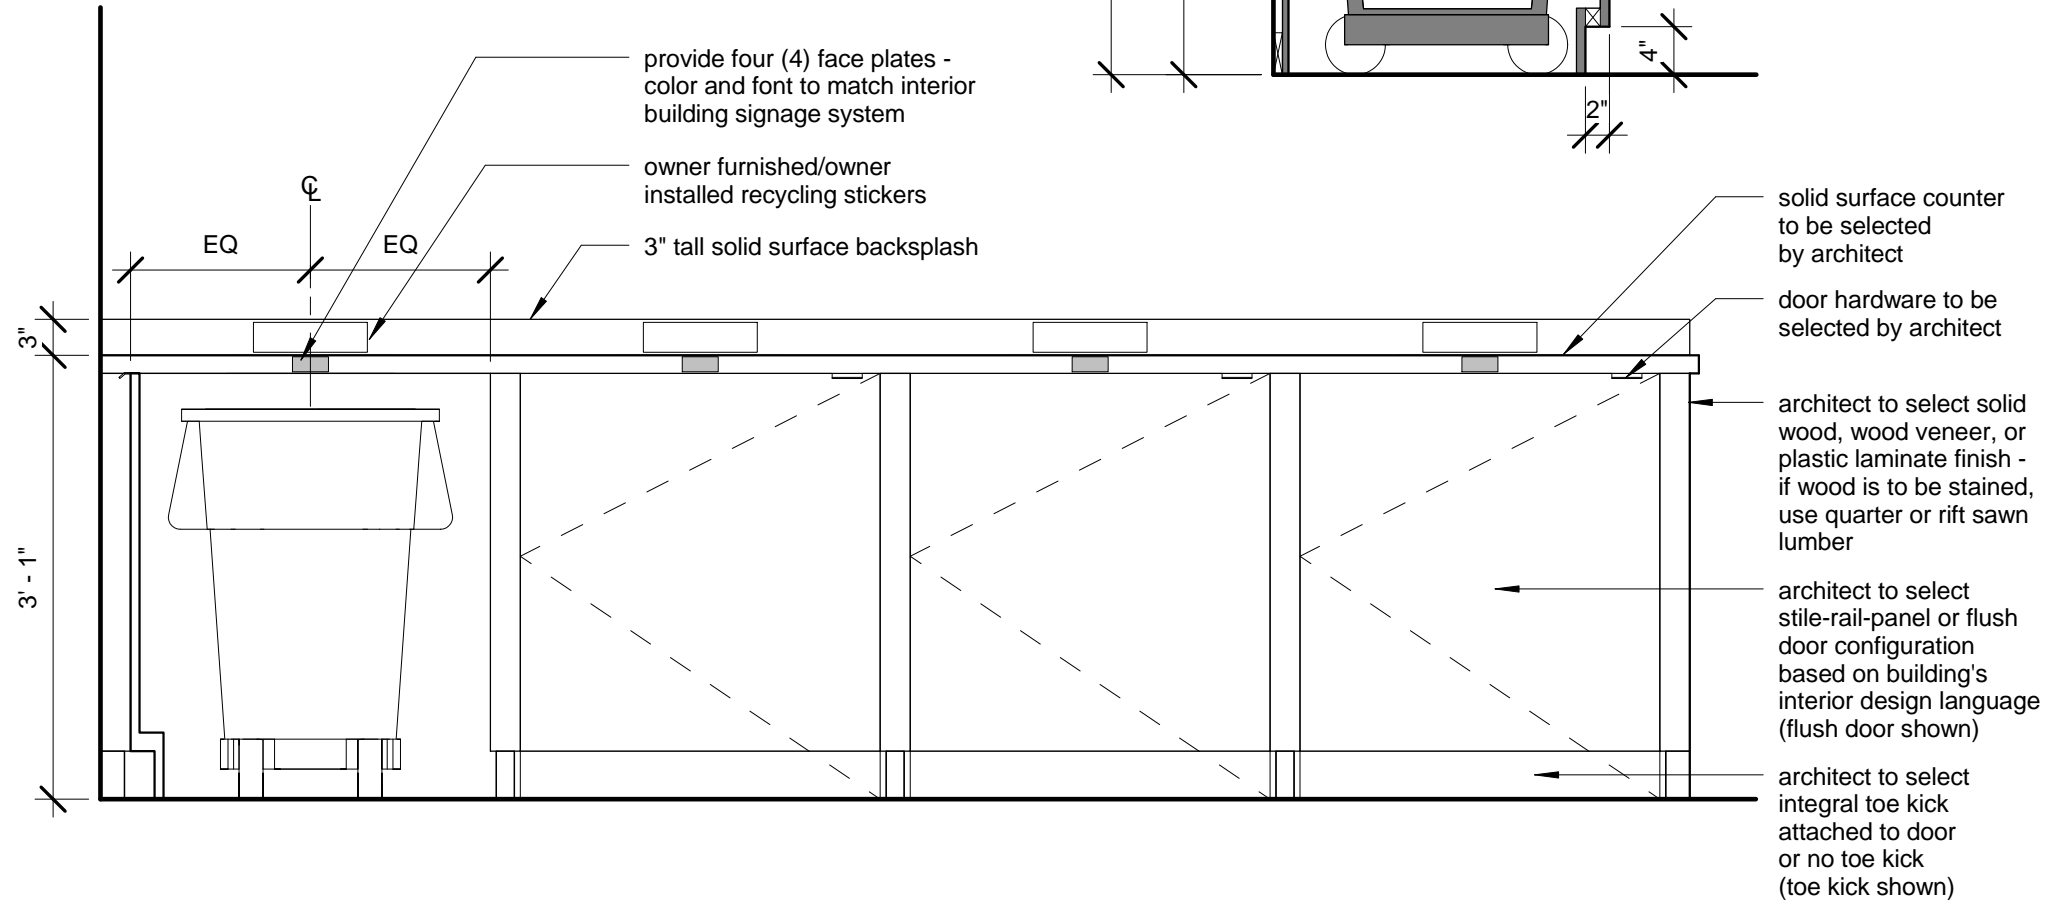 provide four (4) face plates -
color and font to match interior
building signage system
owner furnished/owner
installed recycling stickers
3" tall solid surface backsplash
4"
2"
℄
EQ
EQ
3"
3' - 1"
solid surface counter
to be selected
by architect
door hardware to be
selected by architect
architect to select solid
wood, wood veneer, or
plastic laminate finish -
if wood is to be stained,
use quarter or rift sawn
lumber
architect to select
stile-rail-panel or flush
door configuration
based on building's
interior design language
(flush door shown)
architect to select
integral toe kick
attached to door
or no toe kick
(toe kick shown)